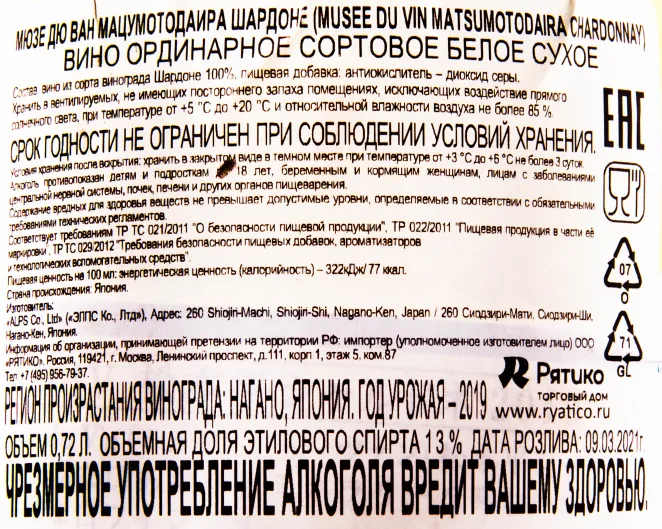 МЮЗЕ ДЮ ВАН МАЦУМОТОДАИРА ШАРДОНЕ (MUSEE DU VIN MATSUMOTODAIRA CHARDONNAY)
ВИНО ОРДИНАРНОЕ СОРТОВОЕ БЕЛОЕ СУХОЕ
Состав: вино из сорта винограда Шардоне 100%, пищевая добавка: антиокислитель – диоксид серы.
Хранить в вентилируемых, не имеющих постороннего запаха помещениях, исключающих воздействие прямого
солнечного света, при температуре от +5 °С до +20 °С и относительной влажности воздуха не более 85 %.
СРОК ГОДНОСТИ НЕ ОГРАНИЧЕН ПРИ СОБЛЮДЕНИИ УСЛОВИЙ ХРАНЕНИЯ.
Условия хранения после вскрытия: хранить в закрытом виде в темном месте при температуре от +3 °С до +6 °С не более 3 суток.
Алкоголь противопоказан детям и подросткам 18 лет, беременным и кормящим женщинам, лицам с заболеваниями
центральной нервной системы, почек, печени и других органов пищеварения.
Содержание вредных для здоровья веществ не превышает допустимые уровни, определяемые в соответствии с обязательными
требованиями технических регламентов.
Соответствует требованиям ТР ТС 021/2011 "О безопасности пищевой продукции", ТР 022/2011 "Пищевая продукция в части её
маркировки", ТР ТС 029/2012 "Требования безопасности пищевых добавок, ароматизаторов
и технологических вспомогательных средств".
Пищевая ценность на 100 мл: энергетическая ценность (калорийность) – 322кДж/ 77 ккал.
Страна происхождения: Япония.
Изготовитель:
«ALPS Co., Ltd» («ЭЛПС Ко., Лтд»), Адрес: 260 Shiojiri-Machi, Shiojiri-Shi, Nagano-Ken, Japan / 260 Сиодзири-Мати, Сиодзири-Ши,
Нагано-Кен, Япония.
Информация об организации, принимающей претензии на территории РФ: импортер (уполномоченное изготовителем лицо) ООО
«РЯТИКО», Россия, 119421, г. Москва, Ленинский проспект, д.111, корп 1, этаж 5. ком.87
Тел +7 (495) 956-79-37.
РЕГИОН ПРОИЗРАСТАНИЯ ВИНОГРАДА: НАГАНО, ЯПОНИЯ. ГОД УРОЖАЯ – 2019
ОБЪЕМ 0,72 Л. ОБЪЕМНАЯ ДОЛЯ ЭТИЛОВОГО СПИРТА 13 % ДАТА РОЗЛИВА: 09.03.2021г.
ЧРЕЗМЕРНОЕ УПОТРЕБЛЕНИЕ АЛКОГОЛЯ ВРЕДИТ ВАШЕМУ ЗДОРОВЬЮ.
EAC
07
O
71
GL
РЯТИКО
ТОРГОВЫЙ ДОМ
www.ryatico.ru